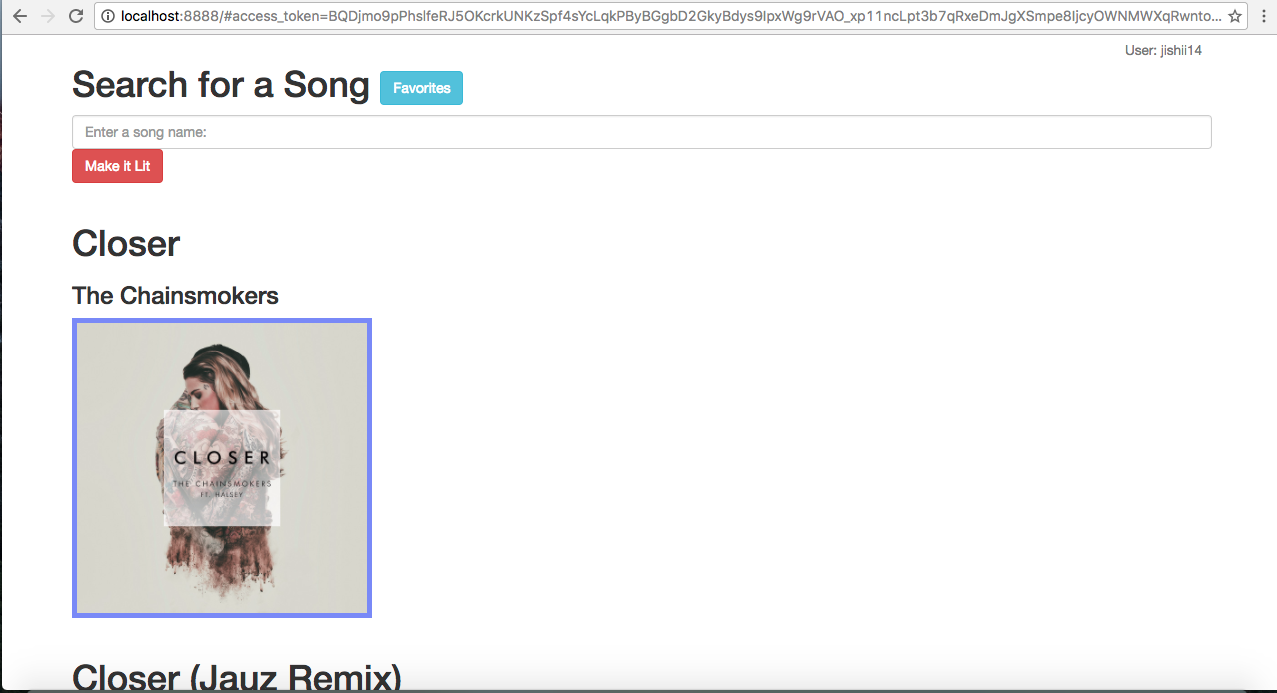 localhost:8888/#access_token=BQDjmo9pPhslfeRJ5OKcrkUNKzSpf4sYcLqkPByBGgbD2GkyBdys9IpxWg9rVAO_xp11ncLpt3b7qRxeDmJgXSmpe8IjcyOWNMWXqRwnto...
User: jishii14
Search for a Song Favorites
Enter a song name:
Make it Lit
Closer
The Chainsmokers
CLOSER
THE CHAINSMOKERS
FT. HALSEY
Closer (Jauz Remix)